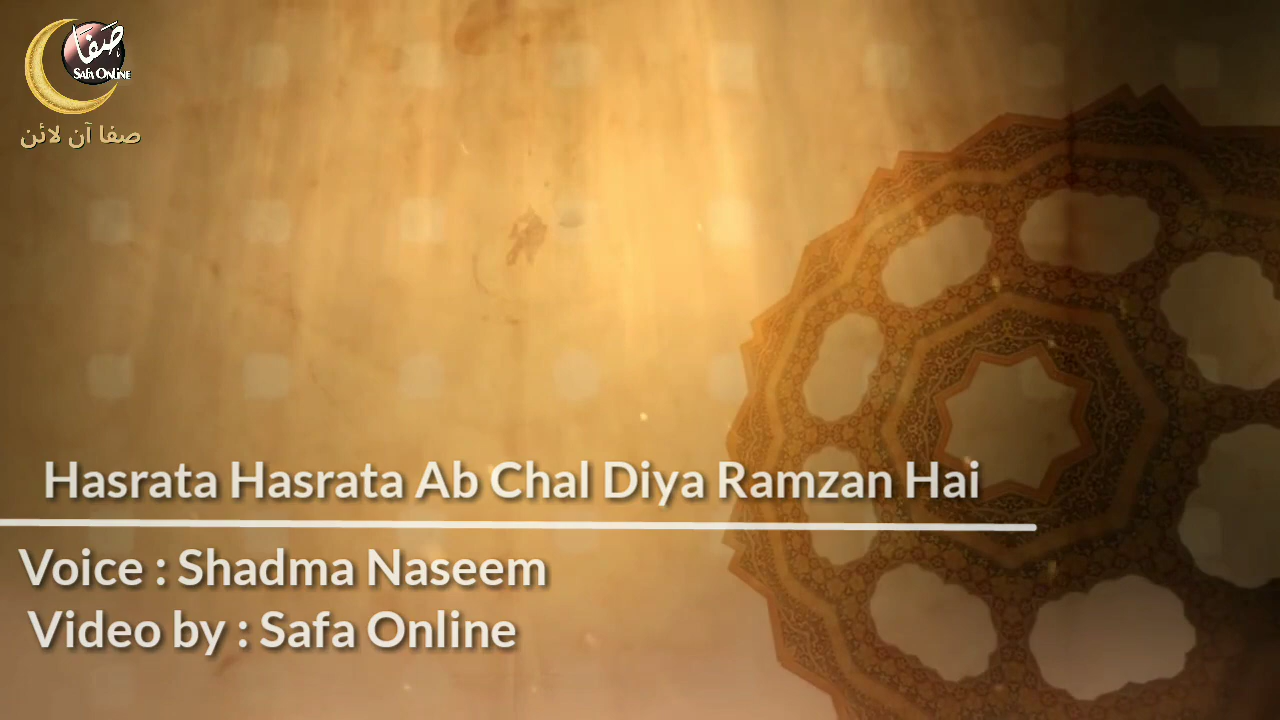 صفا
Safa Online
صفا آن لائن
Hasrata Hasrata Ab Chal Diya Ramzan Hai
Voice : Shadma Naseem
Video by : Safa Online